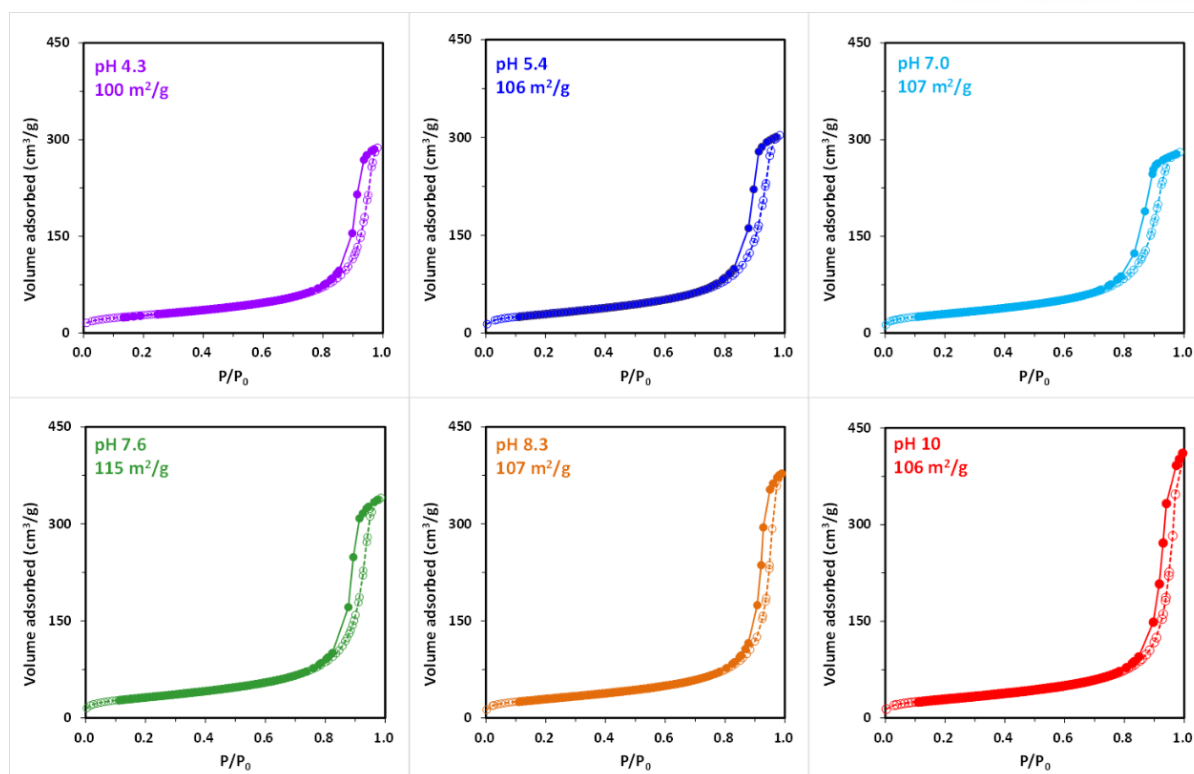 450
300
150
0
Volume adsorbed (cm³/g)
pH 4.3
100 m²/g
0.0 0.2 0.4 0.6 0.8 1.0
P/P₀
450
300
150
0
Volume adsorbed (cm³/g)
pH 5.4
106 m²/g
0.0 0.2 0.4 0.6 0.8 1.0
P/P₀
450
300
150
0
Volume adsorbed (cm³/g)
pH 7.0
107 m²/g
0.0 0.2 0.4 0.6 0.8 1.0
P/P₀
450
300
150
0
Volume adsorbed (cm³/g)
pH 7.6
115 m²/g
0.0 0.2 0.4 0.6 0.8 1.0
P/P₀
450
300
150
0
Volume adsorbed (cm³/g)
pH 8.3
107 m²/g
0.0 0.2 0.4 0.6 0.8 1.0
P/P₀
450
300
150
0
Volume adsorbed (cm³/g)
pH 10
106 m²/g
0.0 0.2 0.4 0.6 0.8 1.0
P/P₀